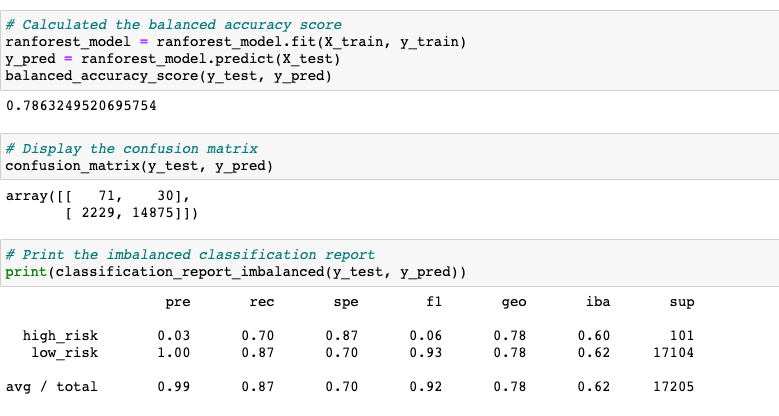 # Calculated the balanced accuracy score
ranforest_model = ranforest_model.fit(X_train, y_train)
y_pred = ranforest_model.predict(X_test)
balanced_accuracy_score(y_test, y_pred)
0.7863249520695754
# Display the confusion matrix
confusion_matrix(y_test, y_pred)
array([[   71,    30],
       [ 2229, 14875]])
# Print the imbalanced classification report
print(classification_report_imbalanced(y_test, y_pred))
pre rec spe f1 geo iba sup
high_risk 0.03 0.70 0.87 0.06 0.78 0.60 101
low_risk 1.00 0.87 0.70 0.93 0.78 0.62 17104
avg / total 0.99 0.87 0.70 0.92 0.78 0.62 17205